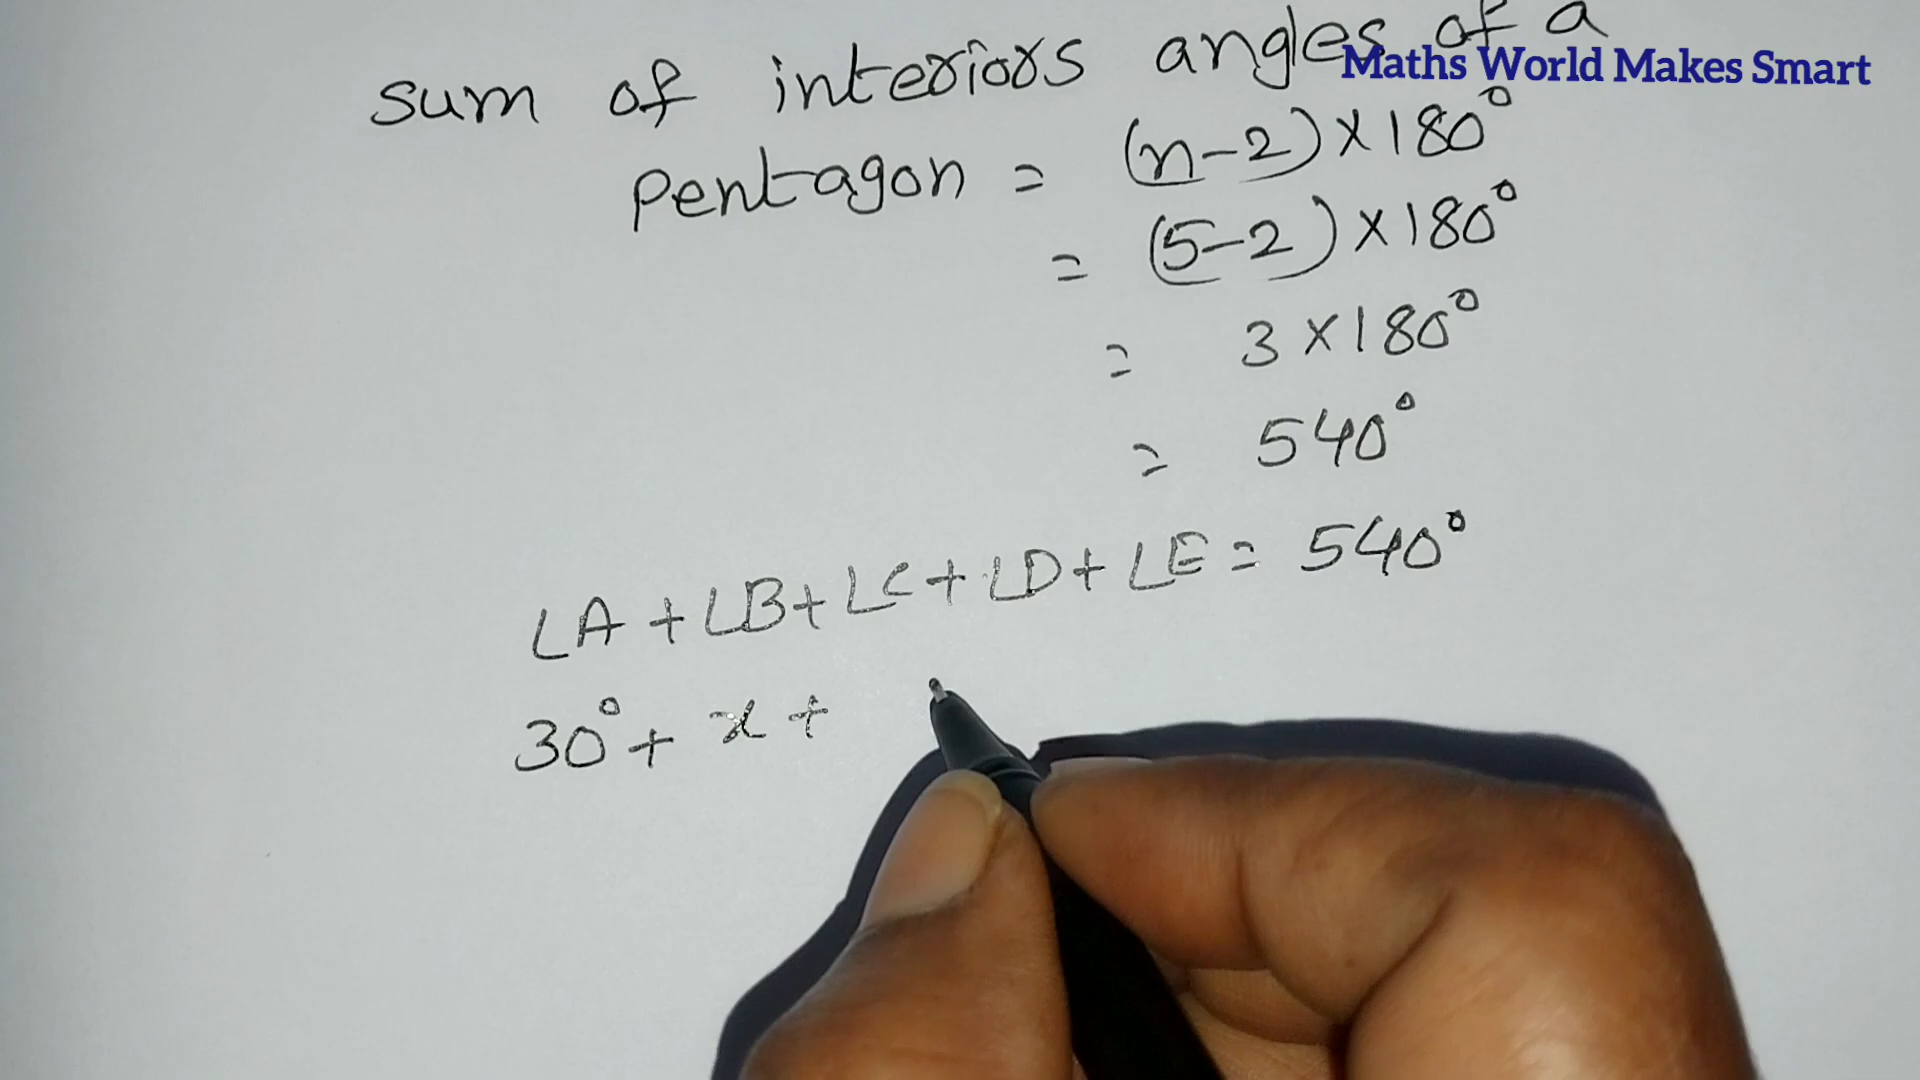 sum of interiors angles of a
Maths World Makes Smart
pentagon = (n-2)×180°
= (5-2)×180°
= 3×180°
= 540°
∠A+∠B+∠C+∠D+∠E=540°
30°+x+